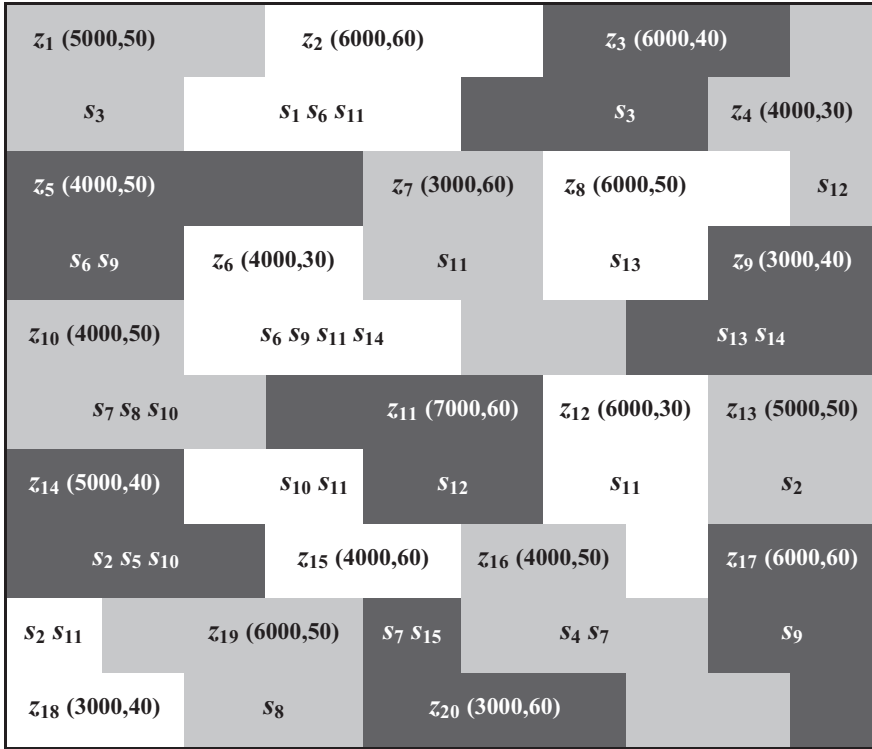 z₁ (5000,50) z₂ (6000,60) z₃ (6000,40)
s₃ s₁ s₆ s₁₁ s₃ z₄ (4000,30)
z₅ (4000,50) z₇ (3000,60) z₈ (6000,50) s₁₂
s₆ s₉ z₆ (4000,30) s₁₁ s₁₃ z₉ (3000,40)
z₁₀ (4000,50) s₆ s₉ s₁₁ s₁₄ s₁₃ s₁₄
s₇ s₈ s₁₀ z₁₁ (7000,60) z₁₂ (6000,30) z₁₃ (5000,50)
z₁₄ (5000,40) s₁₀ s₁₁ s₁₂ s₁₁ s₂
s₂ s₅ s₁₀ z₁₅ (4000,60) z₁₆ (4000,50) z₁₇ (6000,60)
s₂ s₁₁ z₁₉ (6000,50) s₇ s₁₅ s₄ s₇ s₉
z₁₈ (3000,40) s₈ z₂₀ (3000,60)